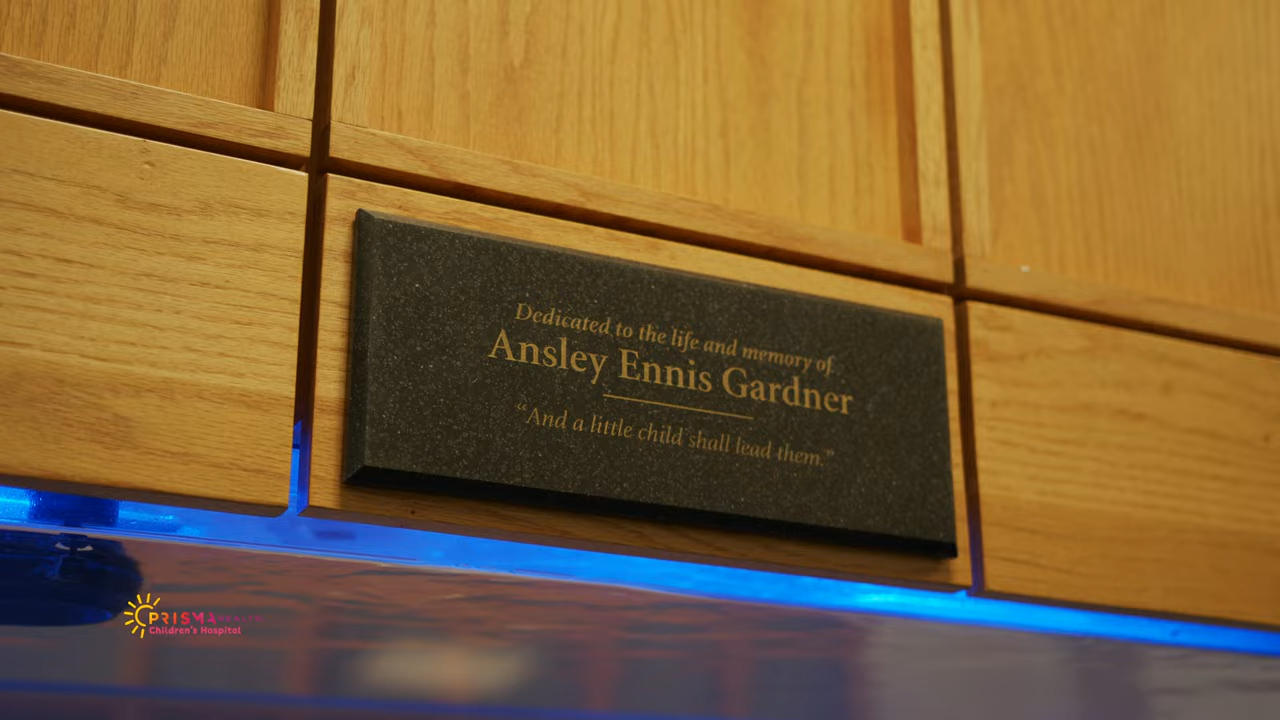 Dedicated to the life and memory of
Ansley Ennis Gardner
“And a little child shall lead them.”
PRISMA HEALTH
Children's Hospital